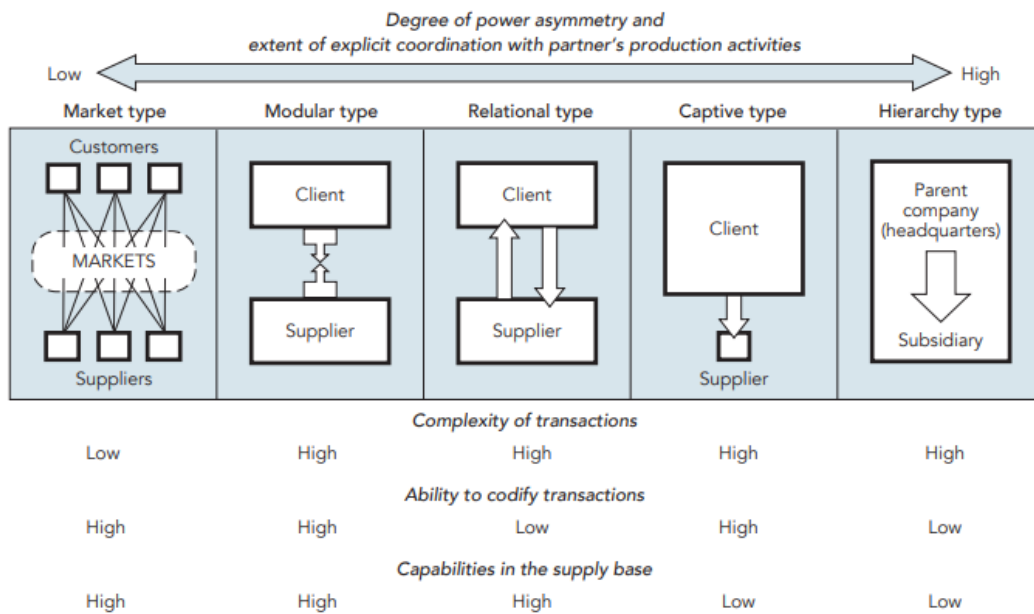 Degree of power asymmetry and
extent of explicit coordination with partner's production activities
Low
High
Market type
Modular type
Relational type
Captive type
Hierarchy type
Customers
MARKETS
Suppliers
Client
Supplier
Client
Supplier
Client
Supplier
Parent
company
(headquarters)
Subsidiary
Complexity of transactions
Low High High High High
Ability to codify transactions
High High Low High Low
Capabilities in the supply base
High High High Low Low